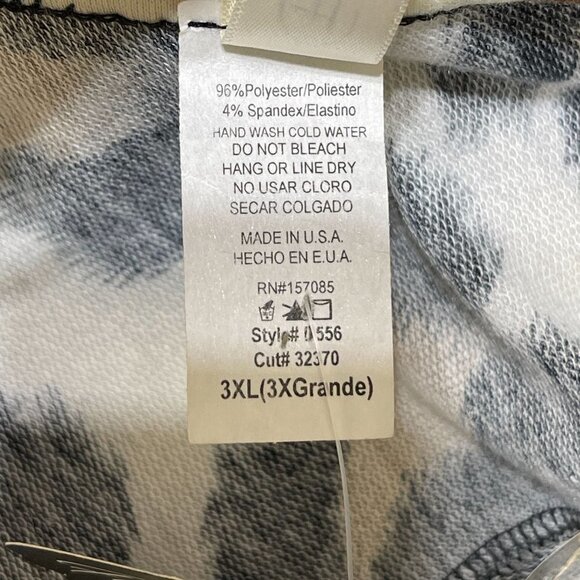 96%Polyester/Poliester
4% Spandex/Elastino
HAND WASH COLD WATER
DO NOT BLEACH
HANG OR LINE DRY
NO USAR CLORO
SECAR COLGADO
MADE IN U.S.A.
HECHO EN E.U.A.
RN#157085
Style# 0556
Cut# 32370
3XL(3XGrande)